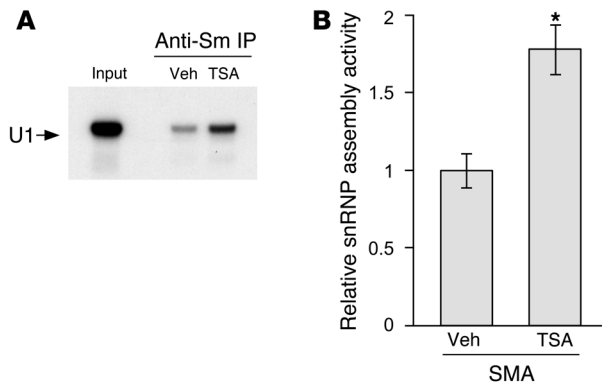 A
Anti-Sm IP
Input
Veh TSA
U1
B
Relative snRNP assembly activity
2
1.5
1
0.5
0
*
Veh
TSA
SMA